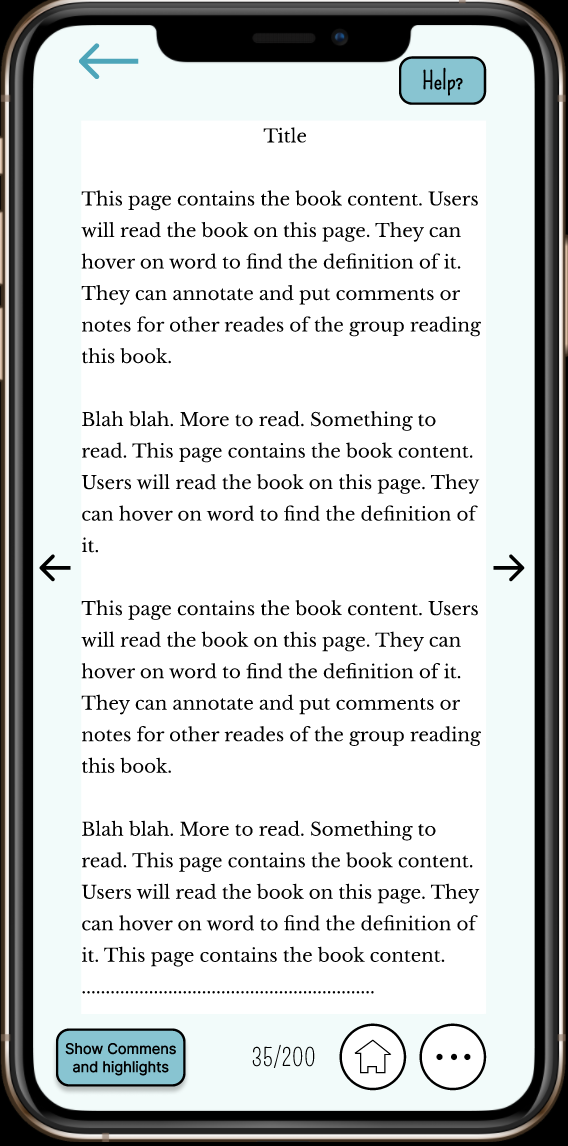 Help?
Title
This page contains the book content. Users
will read the book on this page. They can
hover on word to find the definition of it.
They can annotate and put comments or
notes for other reades of the group reading
this book.
Blah blah. More to read. Something to
read. This page contains the book content.
Users will read the book on this page. They
can hover on word to find the definition of
it.
This page contains the book content. Users
will read the book on this page. They can
hover on word to find the definition of it.
They can annotate and put comments or
notes for other reades of the group reading
this book.
Blah blah. More to read. Something to
read. This page contains the book content.
Users will read the book on this page. They
can hover on word to find the definition of
it. This page contains the book content.
.............................................................
Show Commens
and highlights
35/200